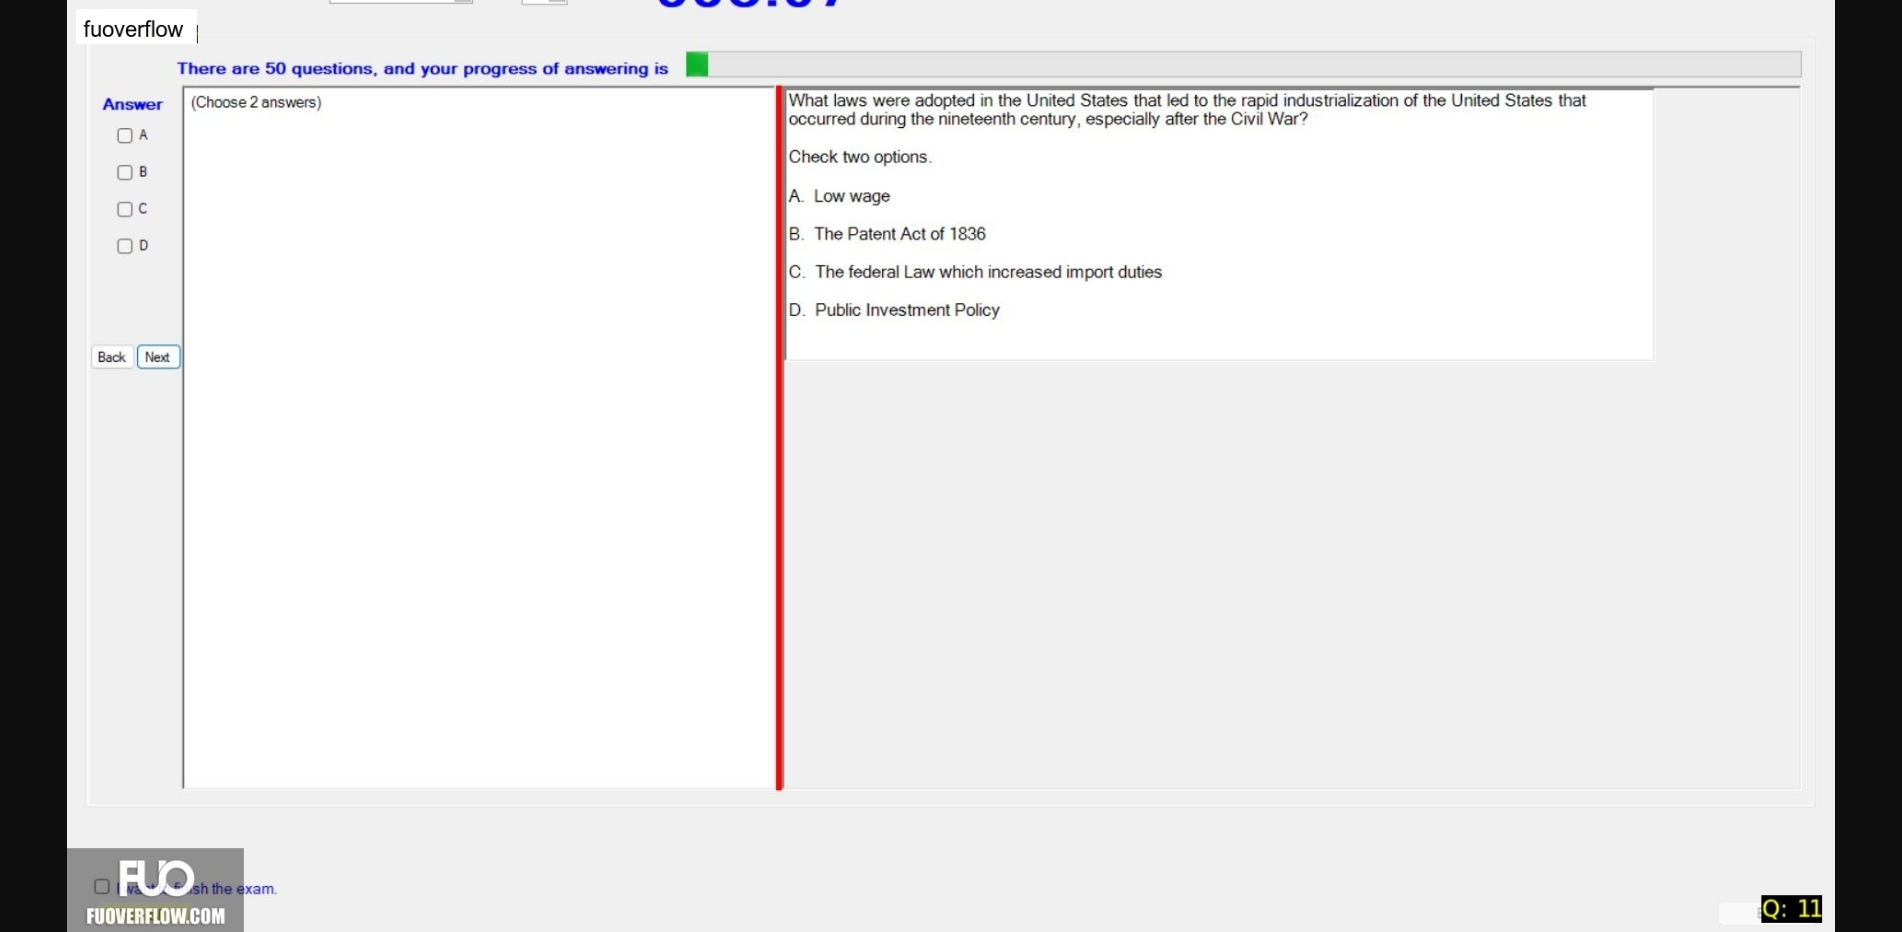 fuoverflow
There are 50 questions, and your progress of answering is
Answer
(Choose 2 answers)
A
B
C
D
Back Next
What laws were adopted in the United States that led to the rapid industrialization of the United States that
occurred during the nineteenth century, especially after the Civil War?
Check two options.
A. Low wage
B. The Patent Act of 1836
C. The federal Law which increased import duties
D. Public Investment Policy
FUO
I want to finish the exam.
FUOVERFLOW.COM
Q: 11